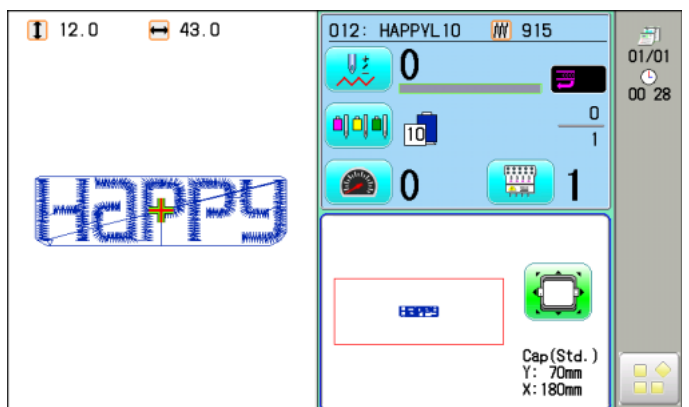 12.0 43.0
Happy
012: HAPPYL10 915
0
10 0
1
0 1
HAPPY
Cap(Std.)
Y: 70mm
X:180mm
01/01
00 28